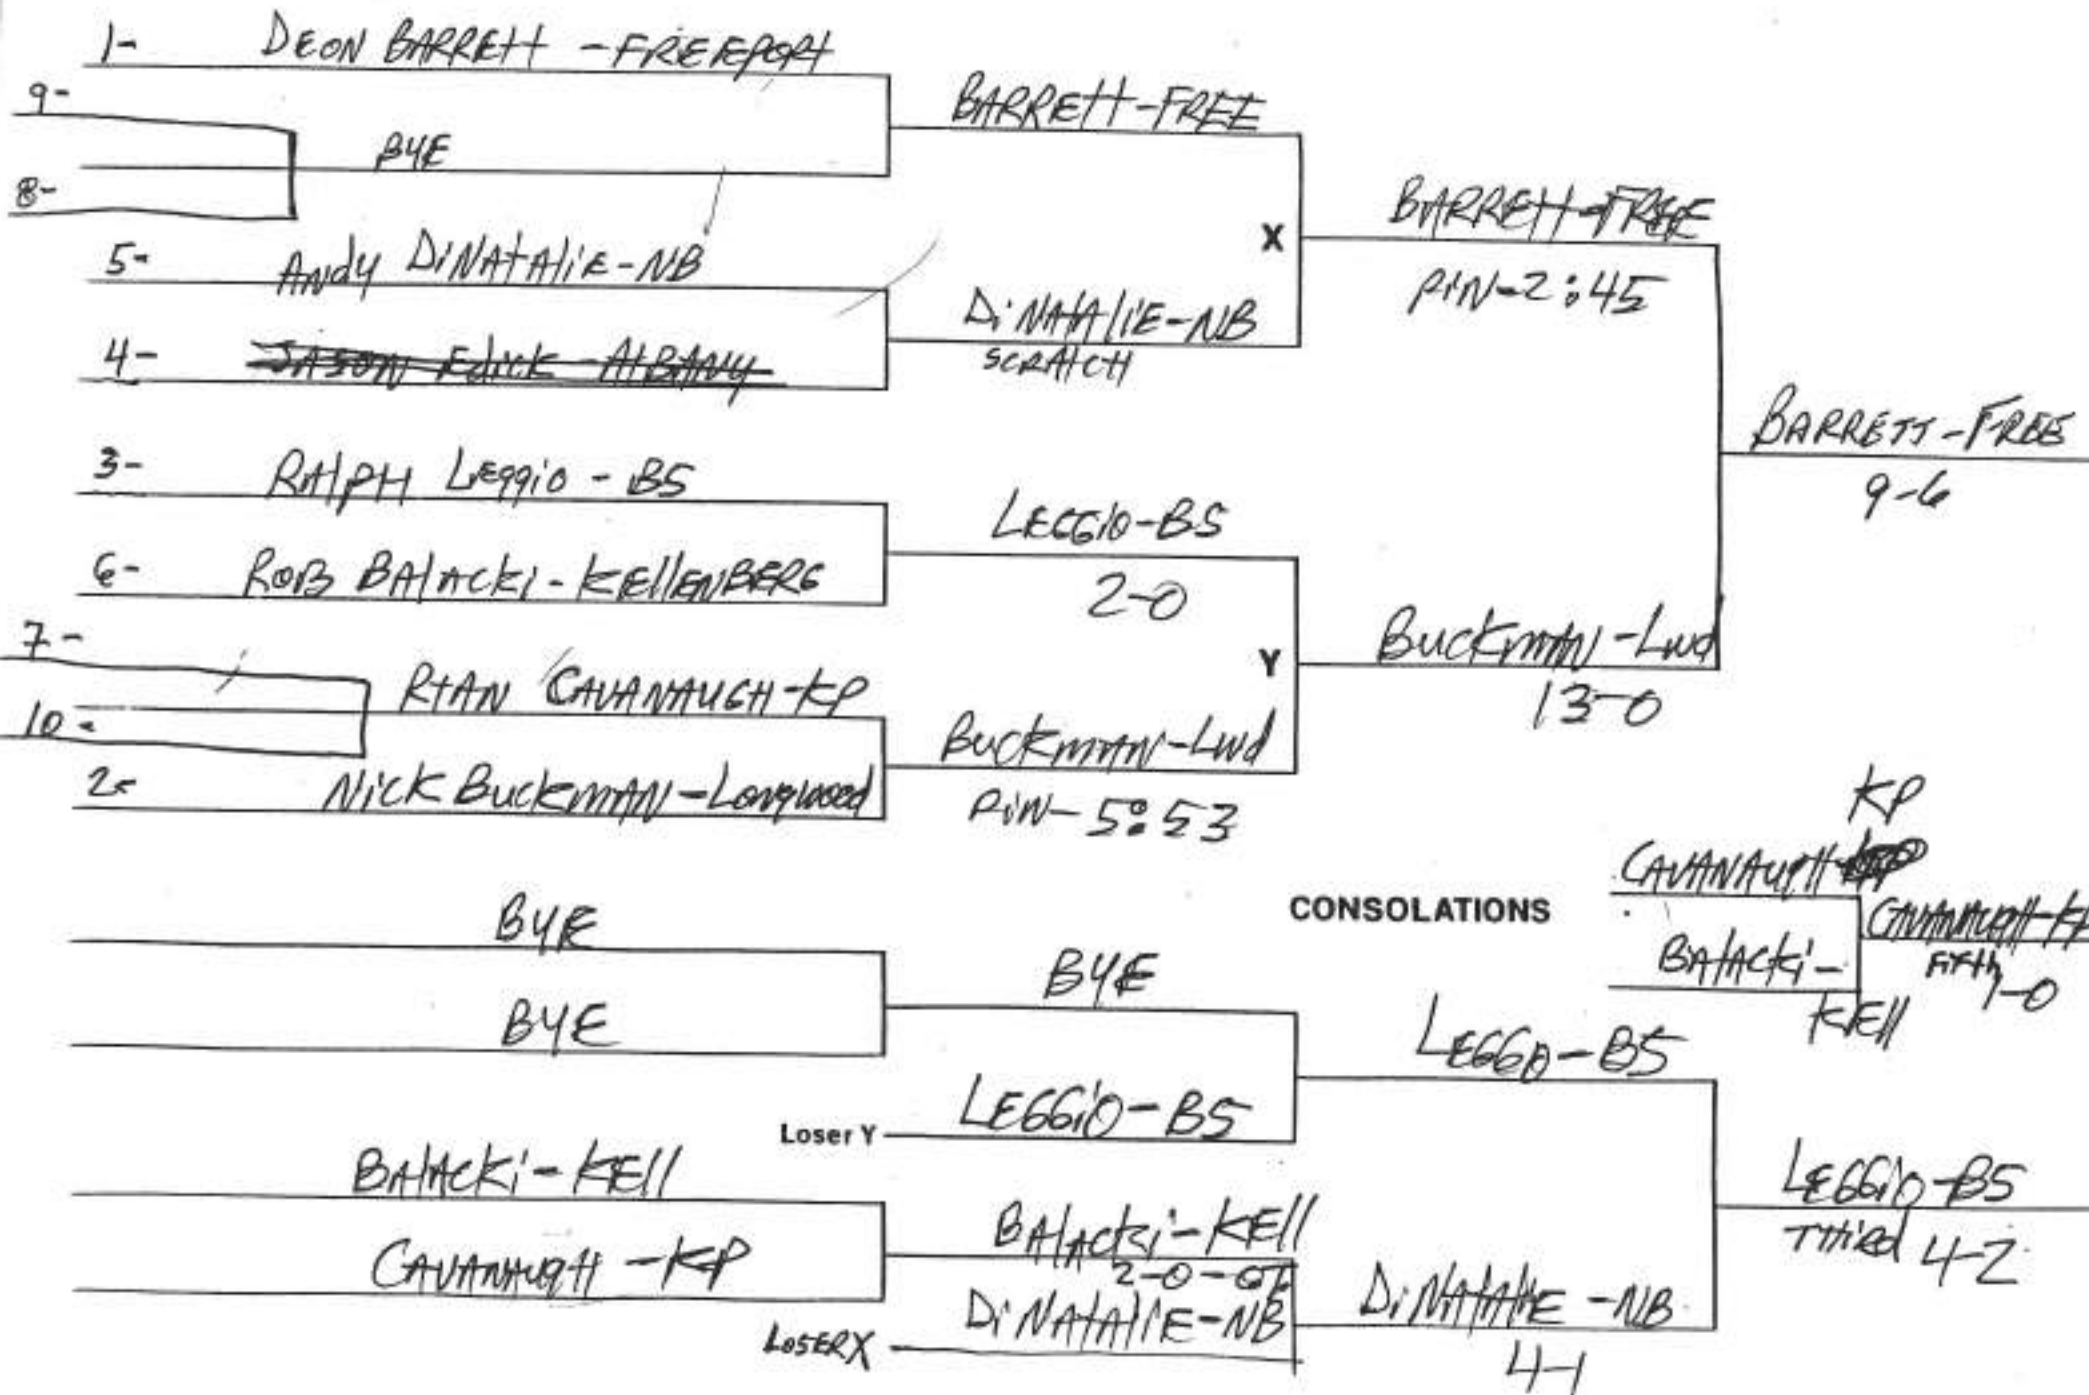 1- DEON BARRETT - FREEPORT
9-
BYE
8-
BARRETT-FREE
5- ANDY DiNATALiE-NB
4- JASON Edick - AlBANY
DiNATALiE-NB
SCRATCH
X
BARRETT-FREE
PiN-2:45
3- RALPH LEggio - BS
6- ROB BALACKi - KEllENBERG
LEGGiO-BS
2-0
7-
10-
RIAN CAVANAUGH-KP
2- NiCK BUCKMAN-Longwood
BUCKMAN-Lwd
PiN- 5:53
Y
BUCKMAN-Lwd
13-0
BARRETT-FREE
9-6
CONSOLATIONS
KP
CAVANAUGH-
BALACKi-
KEll
CAVANAUGH-KP
FiFTH 1-0
BYE
BYE
BYE
Loser Y LEGGiO-BS
LEGGO-BS
BALACKi-KEll
CAVANAUGH-KP
BALACKi-KEll
2-0-OT
LOSER X DiNATALiE-NB
DiNATALiE-NB
4-1
LEGGiO-BS
THiRD 4-2